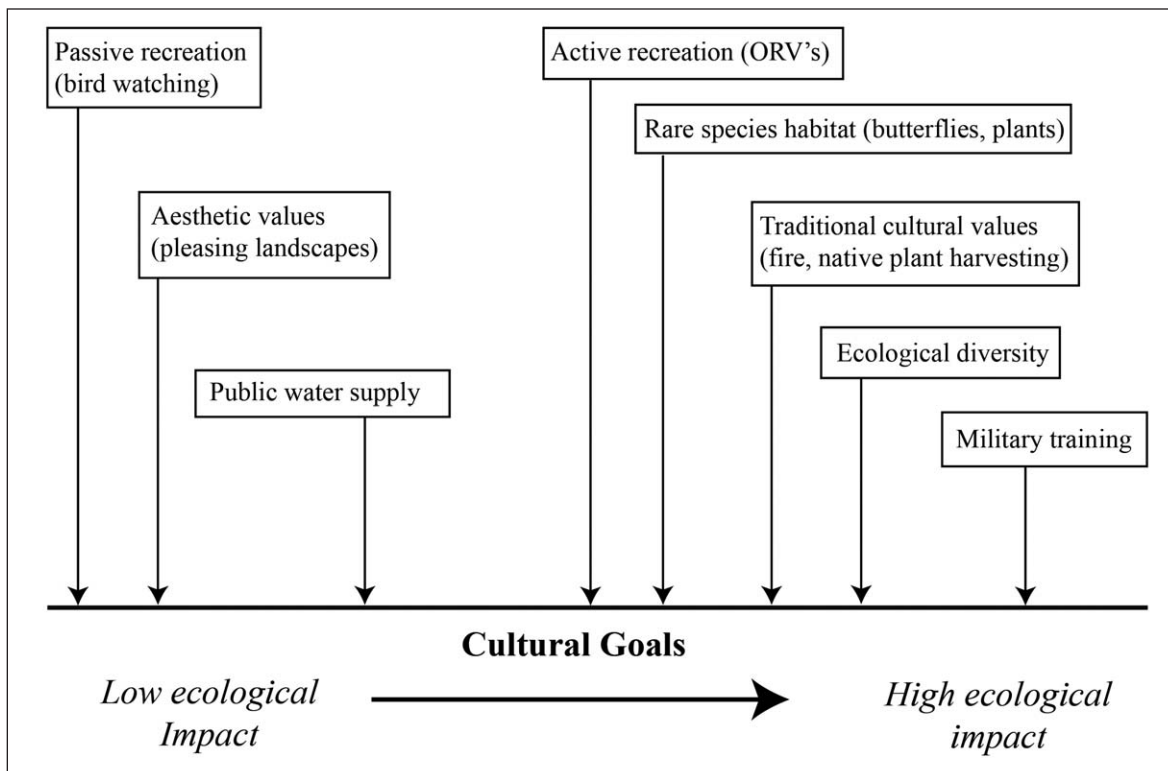 Passive recreation
(bird watching)
Active recreation (ORV's)
Rare species habitat (butterflies, plants)
Aesthetic values
(pleasing landscapes)
Traditional cultural values
(fire, native plant harvesting)
Ecological diversity
Public water supply
Military training
Cultural Goals
Low ecological
Impact
High ecological
impact